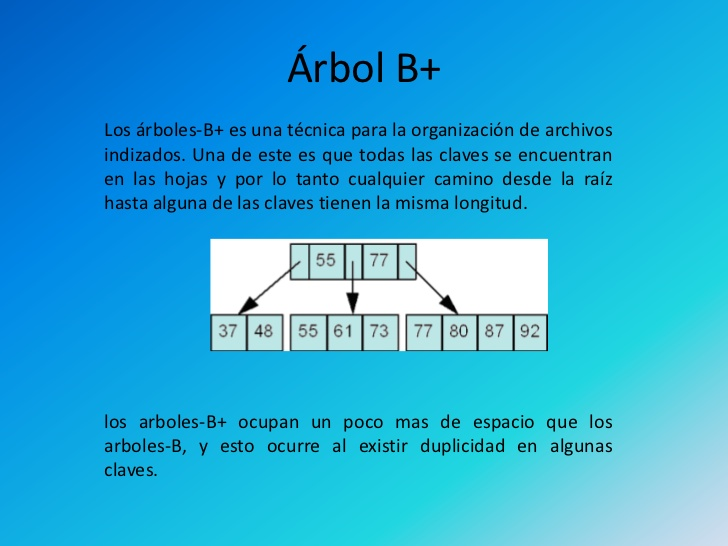 Árbol B+
Los árboles-B+ es una técnica para la organización de archivos
indizados. Una de este es que todas las claves se encuentran
en las hojas y por lo tanto cualquier camino desde la raíz
hasta alguna de las claves tienen la misma longitud.
55 77
37 48 55 61 73 77 80 87 92
los arboles-B+ ocupan un poco mas de espacio que los
arboles-B, y esto ocurre al existir duplicidad en algunas
claves.